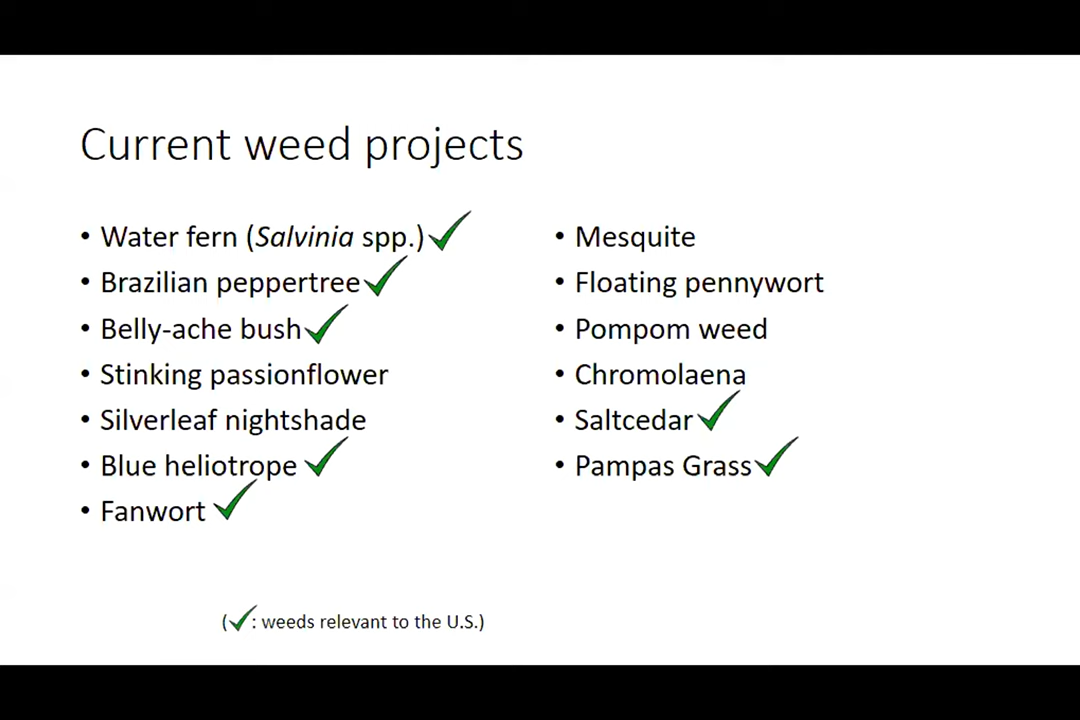 Current weed projects
• Water fern (Salvinia spp.)✓
• Brazilian peppertree✓
• Belly-ache bush✓
• Stinking passionflower
• Silverleaf nightshade
• Blue heliotrope ✓
• Fanwort ✓
• Mesquite
• Floating pennywort
• Pompom weed
• Chromolaena
• Saltcedar✓
• Pampas Grass✓
(✓: weeds relevant to the U.S.)